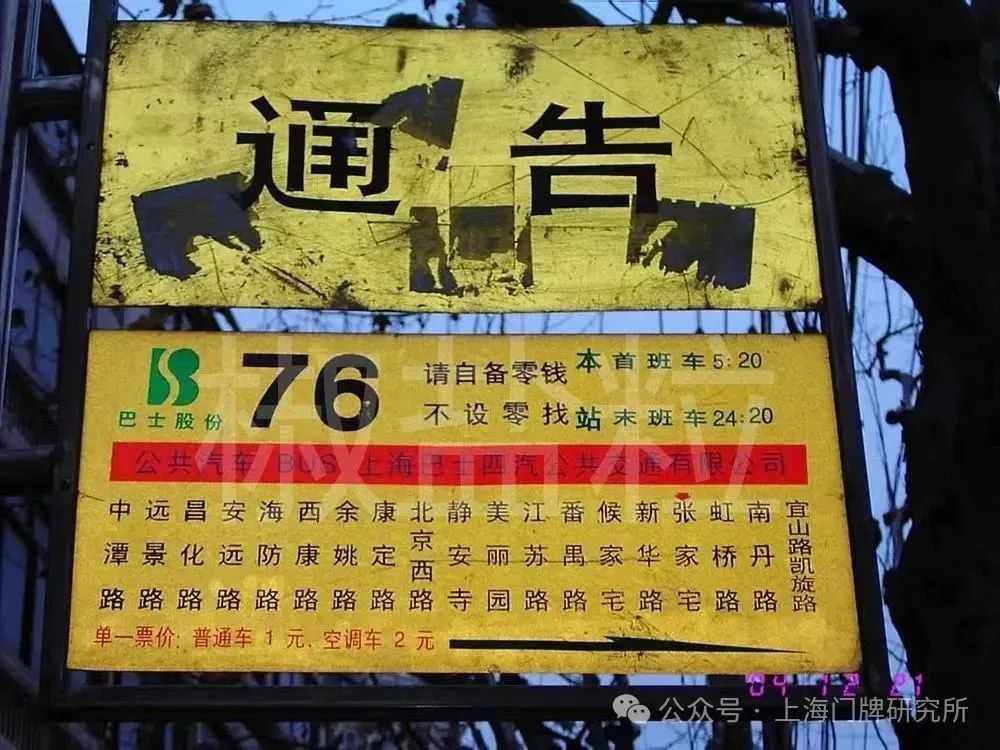 通告
巴士股份
76
请自备零钱
不设零找
本站
首班车 5:20
末班车 24:20
公共汽车 BUS 上海巴士四汽公共交通有限公司
中潭路
远景路
昌化路
安远路
海防路
西康路
余姚路
康定路
北京西路
静安寺
美丽园
江苏路
番禺路
候家宅
新华路
张家宅
虹桥路
南丹路
宜山路凯旋路
单一票价: 普通车 1 元、空调车 2 元
04 12 21
公众号 · 上海门牌研究所